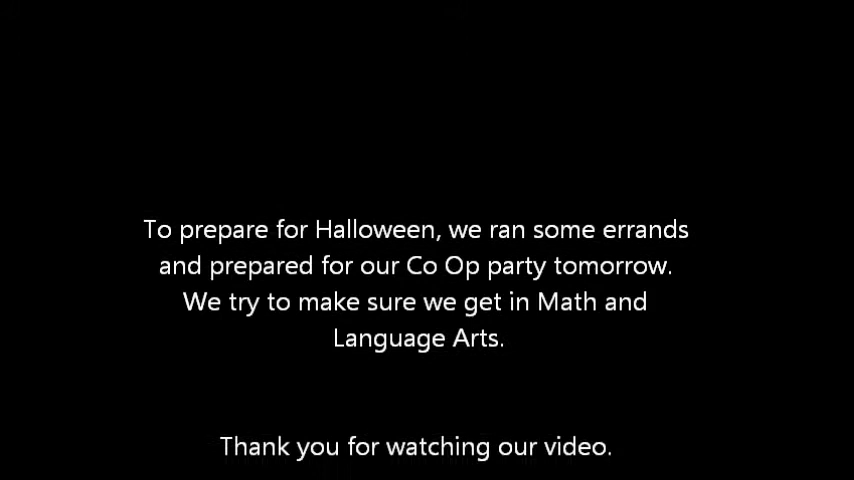 To prepare for Halloween, we ran some errands
and prepared for our Co Op party tomorrow.
We try to make sure we get in Math and
Language Arts.
Thank you for watching our video.